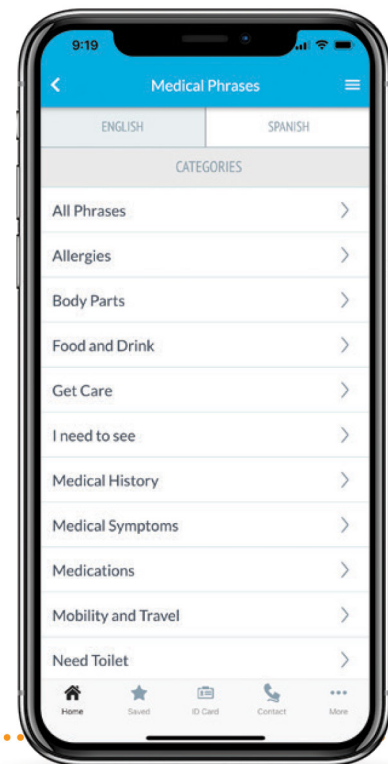 9:19
Medical Phrases
ENGLISH SPANISH
CATEGORIES
All Phrases
Allergies
Body Parts
Food and Drink
Get Care
I need to see
Medical History
Medical Symptoms
Medications
Mobility and Travel
Need Toilet
Home Saved ID Card Contact More